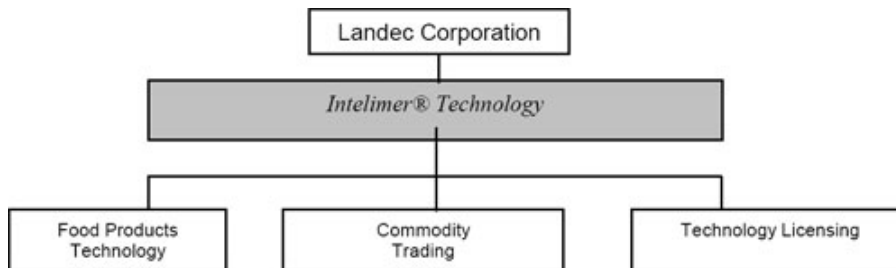 Landec Corporation
Intelimer® Technology
Food Products
Technology
Commodity
Trading
Technology Licensing